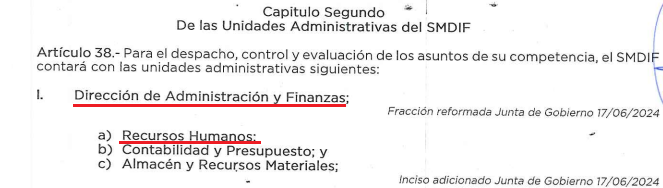 Capitulo Segundo
De las Unidades Administrativas del SMDIF
Artículo 38.- Para el despacho, control y evaluación de los asuntos de su competencia, el SMDIF
contará con las unidades administrativas siguientes:
I. Dirección de Administración y Finanzas;
Fracción reformada Junta de Gobierno 17/06/2024
a) Recursos Humanos;
b) Contabilidad y Presupuesto; y
c) Almacén y Recursos Materiales;
Inciso adicionado Junta de Gobierno 17/06/2024